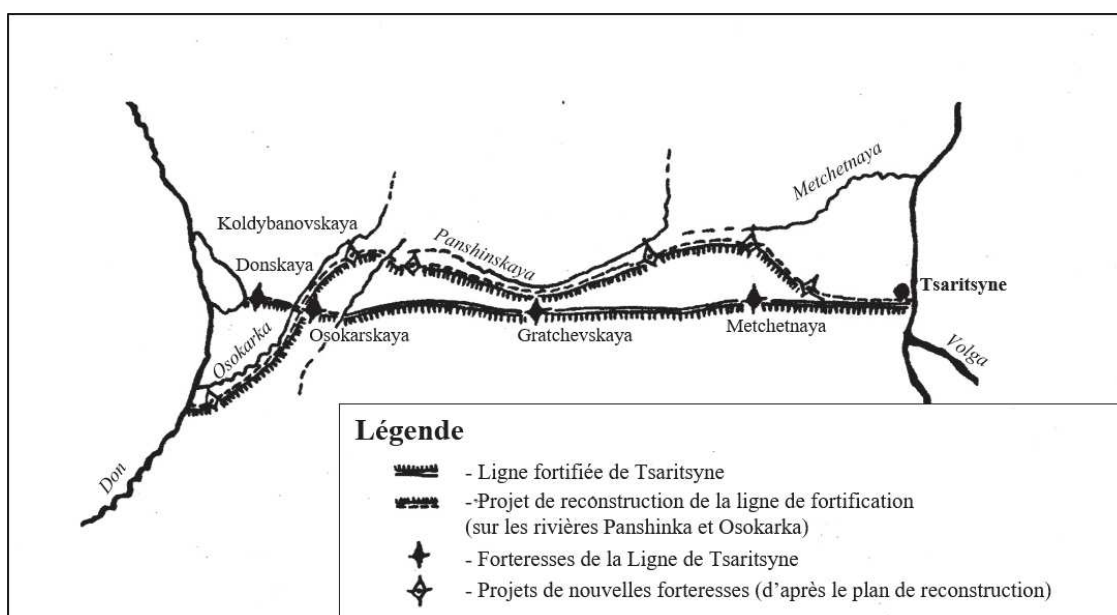 Metchetnaya
Koldybanovskaya
Panshinskaya
Donskaya
Tsaritsyne
Osokarka
Osokarskaya
Gratchevskaya
Metchetnaya
Volga
Don
Légende
- Ligne fortifiée de Tsaritsyne
- Projet de reconstruction de la ligne de fortification
(sur les rivières Panshinka et Osokarka)
- Forteresses de la Ligne de Tsaritsyne
- Projets de nouvelles forteresses (d'après le plan de reconstruction)